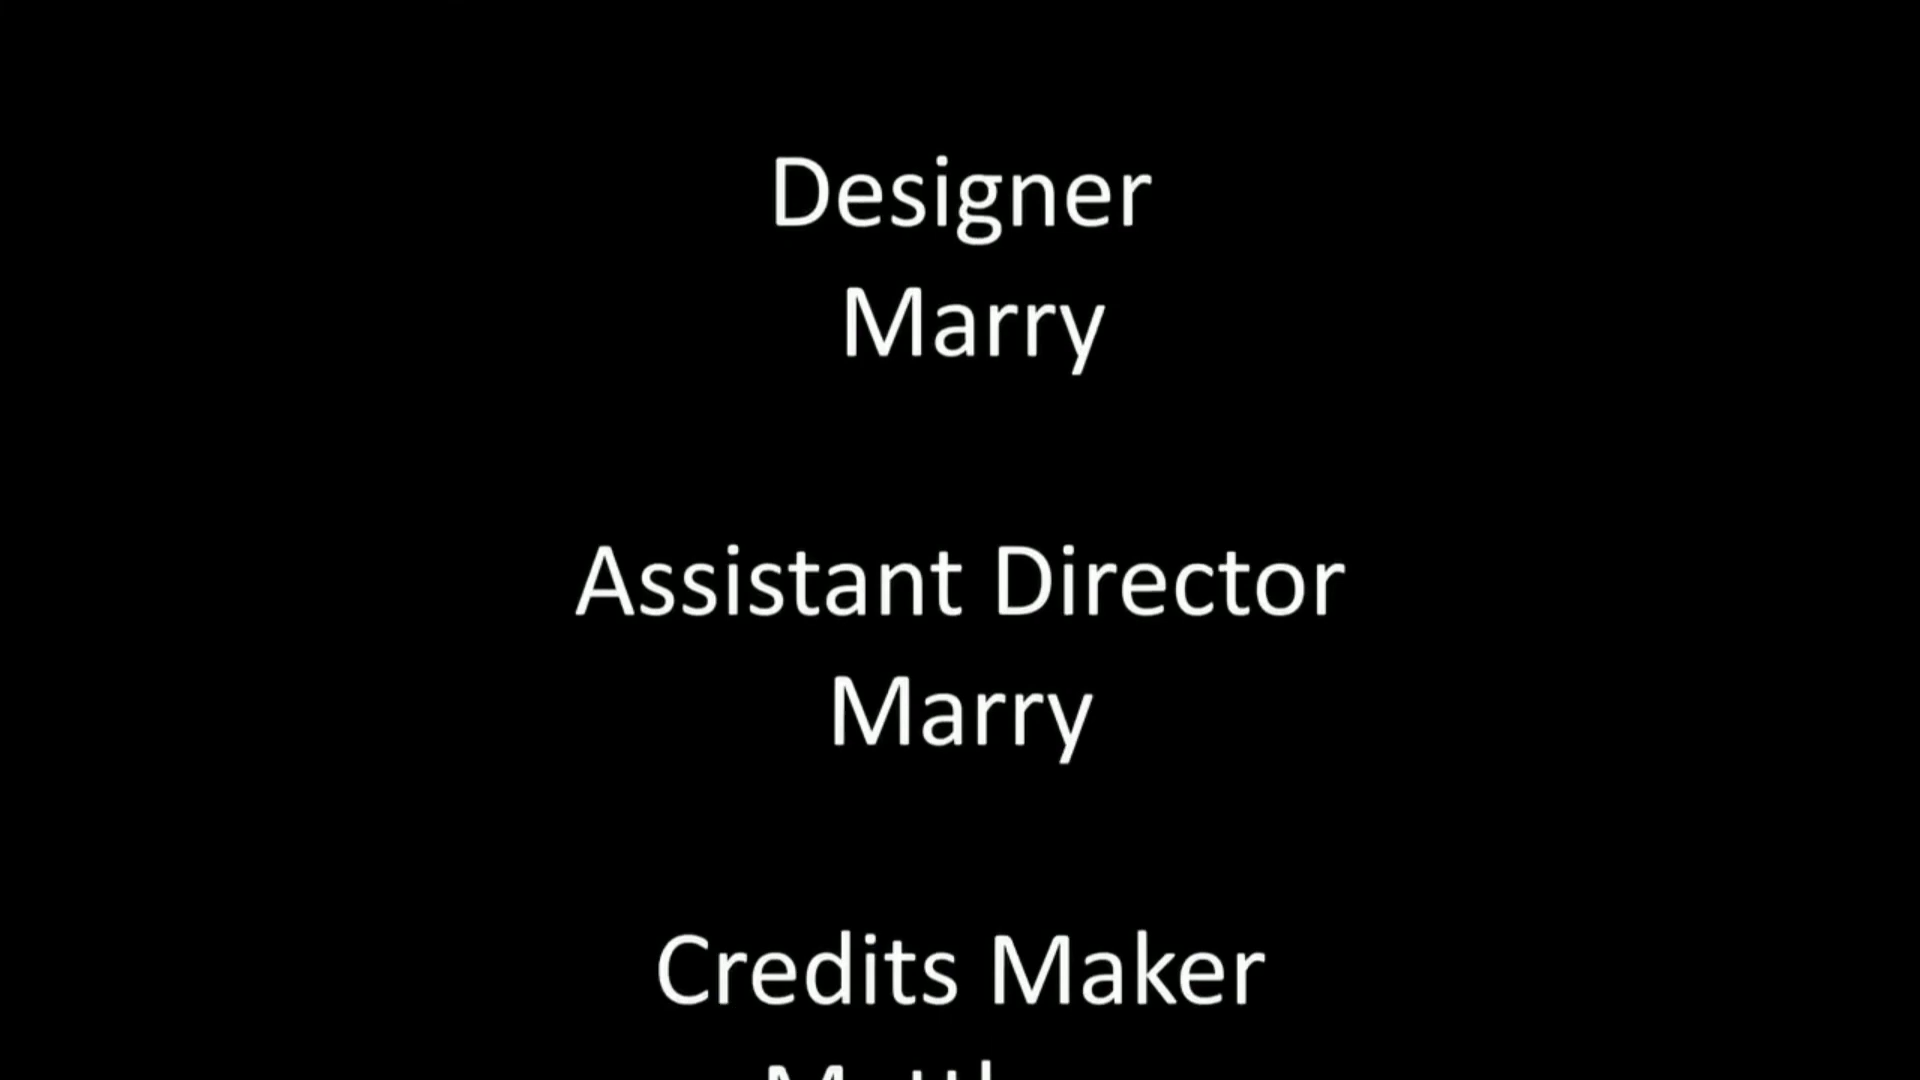 Designer
Marry
Assistant Director
Marry
Credits Maker